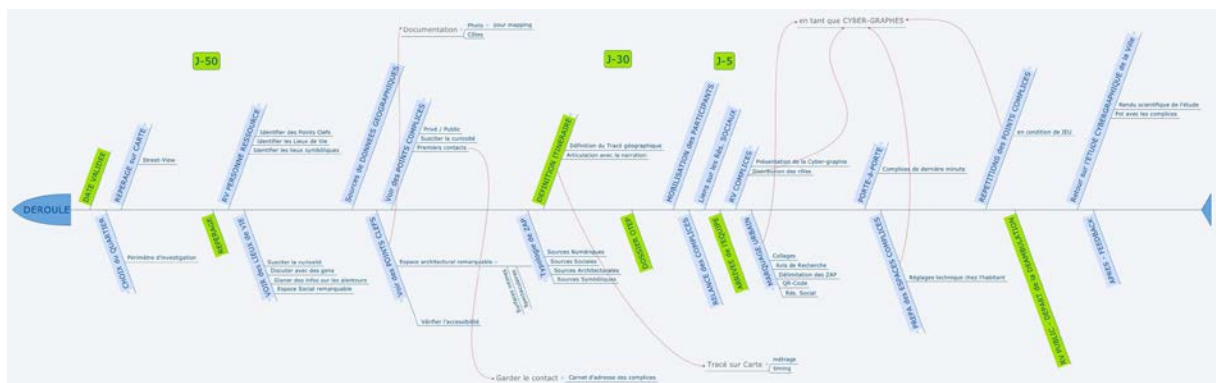 DEROULE
DATE VALIDEE
CHOIX du QUARTIER
Périmètre d'investigation
REPERAGE sur CARTE
Street-View
J-50
REPERAGE
RV PERSONNE RESSOURCE
Identifier des Points Clefs
Identifier les Lieux de Vie
Identifier les lieux symboliques
VOIR des LIEUX de VIE
Susciter la curiosité
Discuter avec des gens
Glaner des infos sur les alentours
Espace Social remarquable
Sources de DONNEES GEOGRAPHIQUES
Documentation
Photo
pour mapping
Côtes
Voir des POINTS COMPLICES
Privé / Public
Susciter la curiosité
Premiers contacts
Voir des POINTS CLEFS
Espace architectural remarquable
Vérifier l'accessibilité
Garder le contact
Carnet d'adresse des complices
Typologie de ZAP
Sources Numériques
Sources Sociales
Sources Architecturales
Sources Symboliques
DEFINITION ITINERAIRE
Définition du Tracé géographique
Articulation avec la narration
Tracé sur Carte
métrage
timing
J-30
DOSSIER OTEP
MOBILISATION des PARTICIPANTS
RELANCE des COMPLICES
Liens sur les Rés. SOCIAUX
J-5
ARRIVEE de l'EQUIPE
RV COMPLICES
Présentation de la Cyber-graphie
Distribution des rôles
MARQUAGE URBAIN
Collages
Avis de Recherche
Délimitation des ZAP
QR-Code
Rés. Social
en tant que CYBER-GRAPHES
PORTE-à-PORTE
Complices de dernière minute
PREPA des ESPACES COMPLICES
Réglages technique chez l'habitant
REPETITIONS des POINTS COMPLICES
en condition de JEU
RV PUBLIC - DEPART de la DEAMBULATION
Retour sur l'ETUDE CYBERGRAPHIQUE de la Ville
Rendu scientifique de l'étude
Pot avec les complices
APRES - FEEDBACK